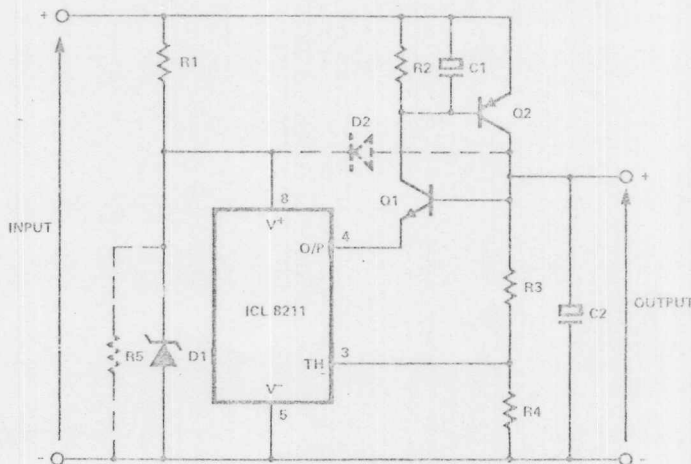 +
R1
R2
C1
Q2
D2
+
8
V+
Q1
INPUT
O/P
4
R3
ICL 8211
C2
OUTPUT
R5
D1
TH
3
V-
5
R4
-
-